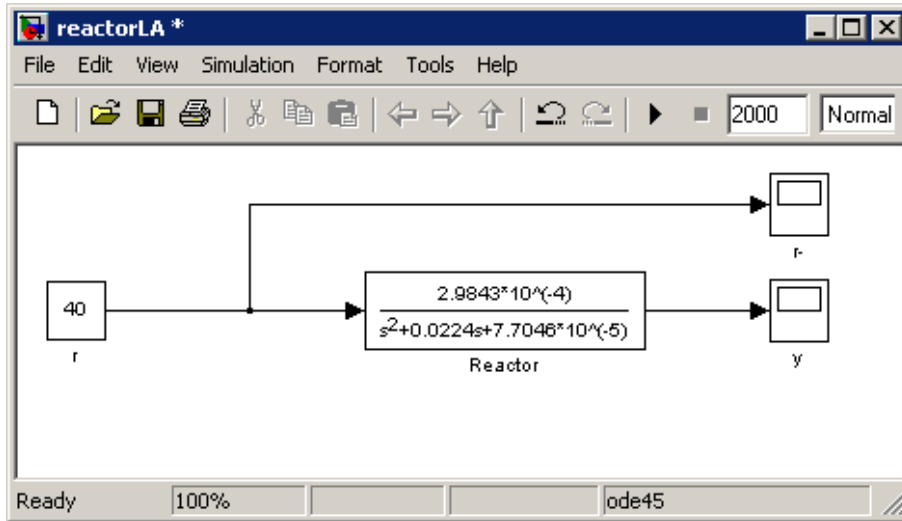 reactorLA *
File Edit View Simulation Format Tools Help
2000 Normal
r-
40
r
2.9843*10^(-4)
s2+0.0224s+7.7046*10^(-5)
Reactor
y
Ready 100% ode45